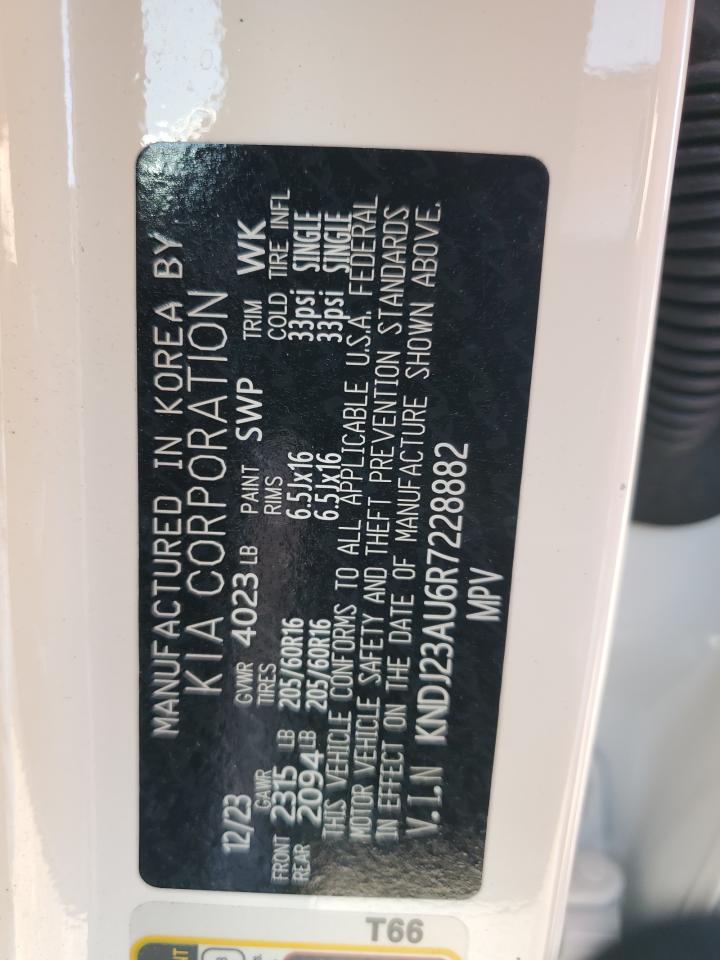 MANUFACTURED IN KOREA BY
KIA CORPORATION
12/23 GVWR 4023 LB PAINT SWP TRIM WK
GAWR TIRES RIMS COLD TIRE INFL
FRONT 2315 LB 205/60R16 6.5Jx16 33psi SINGLE
REAR 2094 LB 205/60R16 6.5Jx16 33psi SINGLE
THIS VEHICLE CONFORMS TO ALL APPLICABLE U.S.A. FEDERAL
MOTOR VEHICLE SAFETY AND THEFT PREVENTION STANDARDS
IN EFFECT ON THE DATE OF MANUFACTURE SHOWN ABOVE.
V.I.N KNDJ23AU6R7228882
MPV
T66